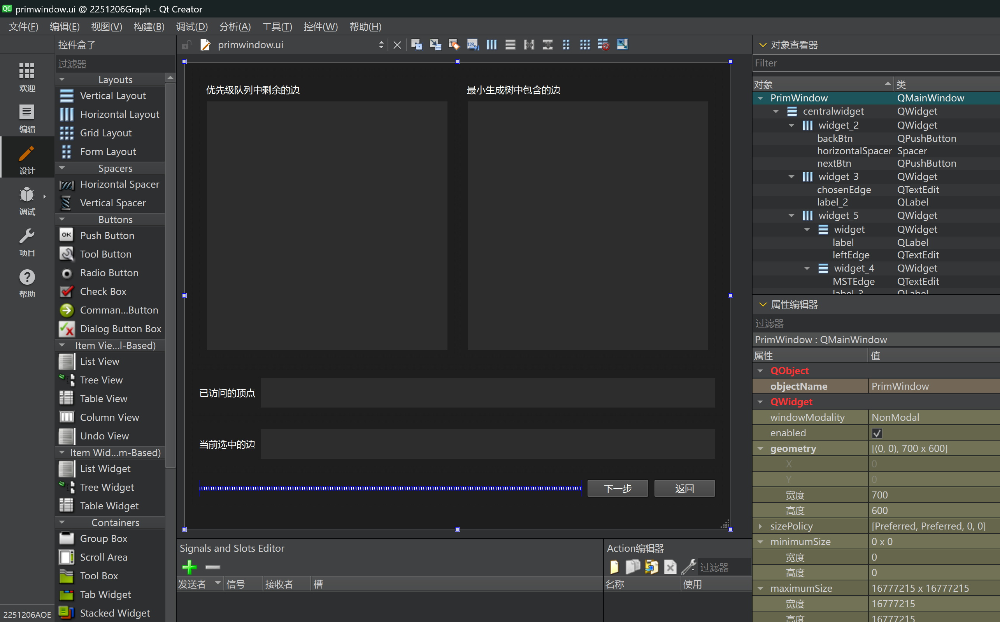 primwindow.ui @ 2251206Graph - Qt Creator
文件(F) 编辑(E) 视图(V) 构建(B) 调试(D) 分析(A) 工具(T) 控件(W) 帮助(H)
欢迎
编辑
设计
调试
项目
帮助
2251206AOE
控件盒子
过滤器
Layouts
Vertical Layout
Horizontal Layout
Grid Layout
Form Layout
Spacers
Horizontal Spacer
Vertical Spacer
Buttons
OK Push Button
Tool Button
Radio Button
Check Box
Comman...Button
Dialog Button Box
Item Vie...l-Based)
List View
Tree View
Table View
Column View
Undo View
Item Wid...m-Based)
List Widget
Tree Widget
Table Widget
Containers
Group Box
Scroll Area
Tool Box
Tab Widget
Stacked Widget
primwindow.ui
优先级队列中剩余的边 最小生成树中包含的边
已访问的顶点
当前选中的边
下一步 返回
Signals and Slots Editor
发送者 信号 接收者 槽
Action编辑器
过滤器
名称 使用
对象查看器
Filter
对象 类
PrimWindow QMainWindow
centralwidget QWidget
widget_2 QWidget
backBtn QPushButton
horizontalSpacer Spacer
nextBtn QPushButton
widget_3 QWidget
chosenEdge QTextEdit
label_2 QLabel
widget_5 QWidget
widget QWidget
label QLabel
leftEdge QTextEdit
widget_4 QWidget
MSTEdge QTextEdit
label_3 QLabel
属性编辑器
过滤器
PrimWindow : QMainWindow
属性 值
QObject
objectName PrimWindow
QWidget
windowModality NonModal
enabled
geometry [(0, 0), 700 x 600]
X 0
Y 0
宽度 700
高度 600
sizePolicy [Preferred, Preferred, 0, 0]
minimumSize 0 x 0
宽度 0
高度 0
maximumSize 16777215 x 16777215
宽度 16777215
高度 16777215